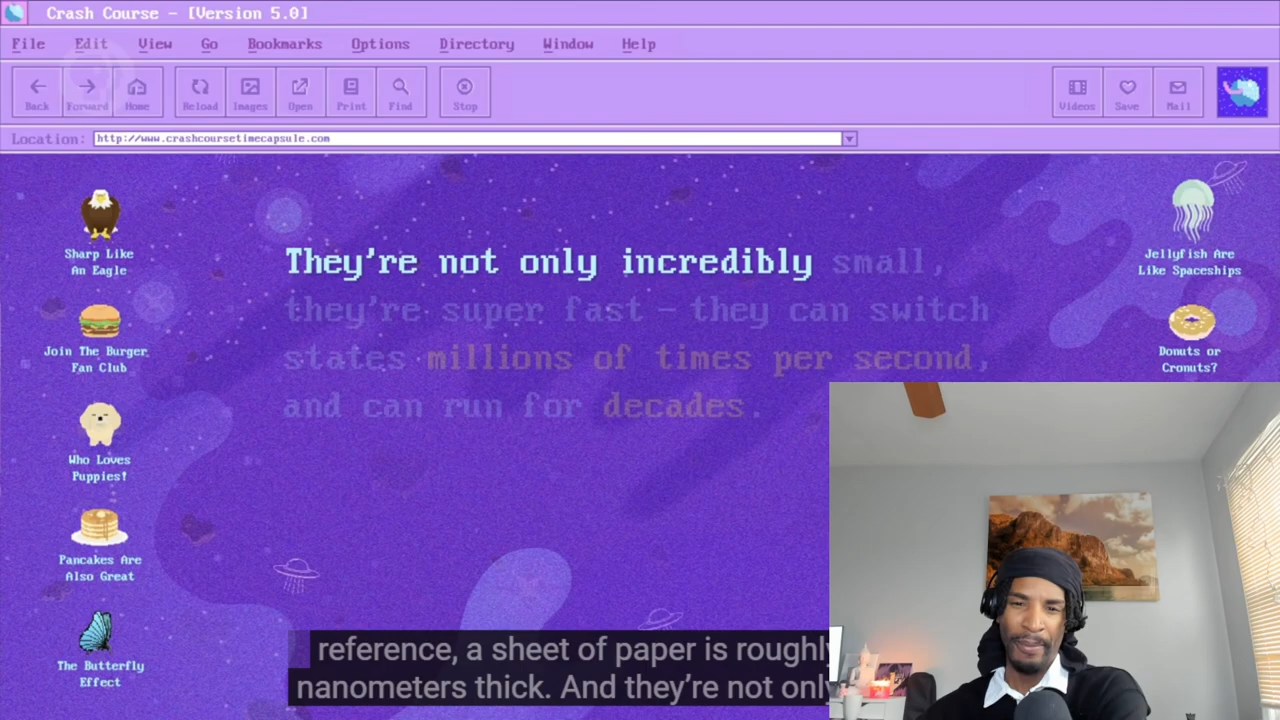 Crash Course - [Version 5.0]
File Edit View Go Bookmarks Options Directory Window Help
Back Forward Home Reload Images Open Print Find Stop Videos Save Mail
Location: http://www.crashcoursetimecapsule.com
Sharp Like
An Eagle
Join The Burger
Fan Club
Who Loves
Puppies!
Pancakes Are
Also Great
The Butterfly
Effect
They're not only incredibly small,
they're super fast – they can switch
states millions of times per second,
and can run for decades.
Jellyfish Are
Like Spaceships
Donuts or
Cronuts?
reference, a sheet of paper is roughly
nanometers thick. And they're not only